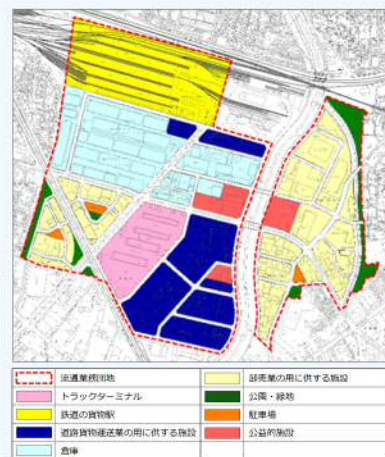 流通業務団地
卸売業の用に供する施設
トラックターミナル
公園・緑地
鉄道の貨物駅
駐車場
道路貨物運送業の用に供する施設
公益的施設
倉庫